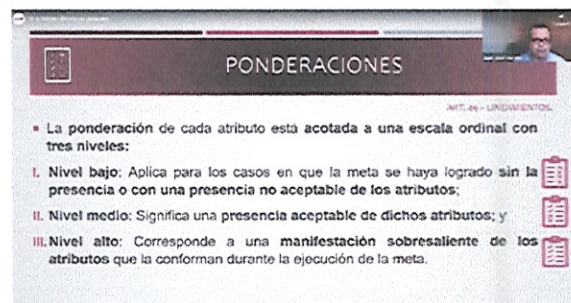 PONDERACIONES
ART. 49 – LINEAMIENTOS.
▪ La ponderación de cada atributo está acotada a una escala ordinal con
tres niveles:
I. Nivel bajo: Aplica para los casos en que la meta se haya logrado sin la
presencia o con una presencia no aceptable de los atributos;
II. Nivel medio: Significa una presencia aceptable de dichos atributos; y
III. Nivel alto: Corresponde a una manifestación sobresaliente de los
atributos que la conforman durante la ejecución de la meta.